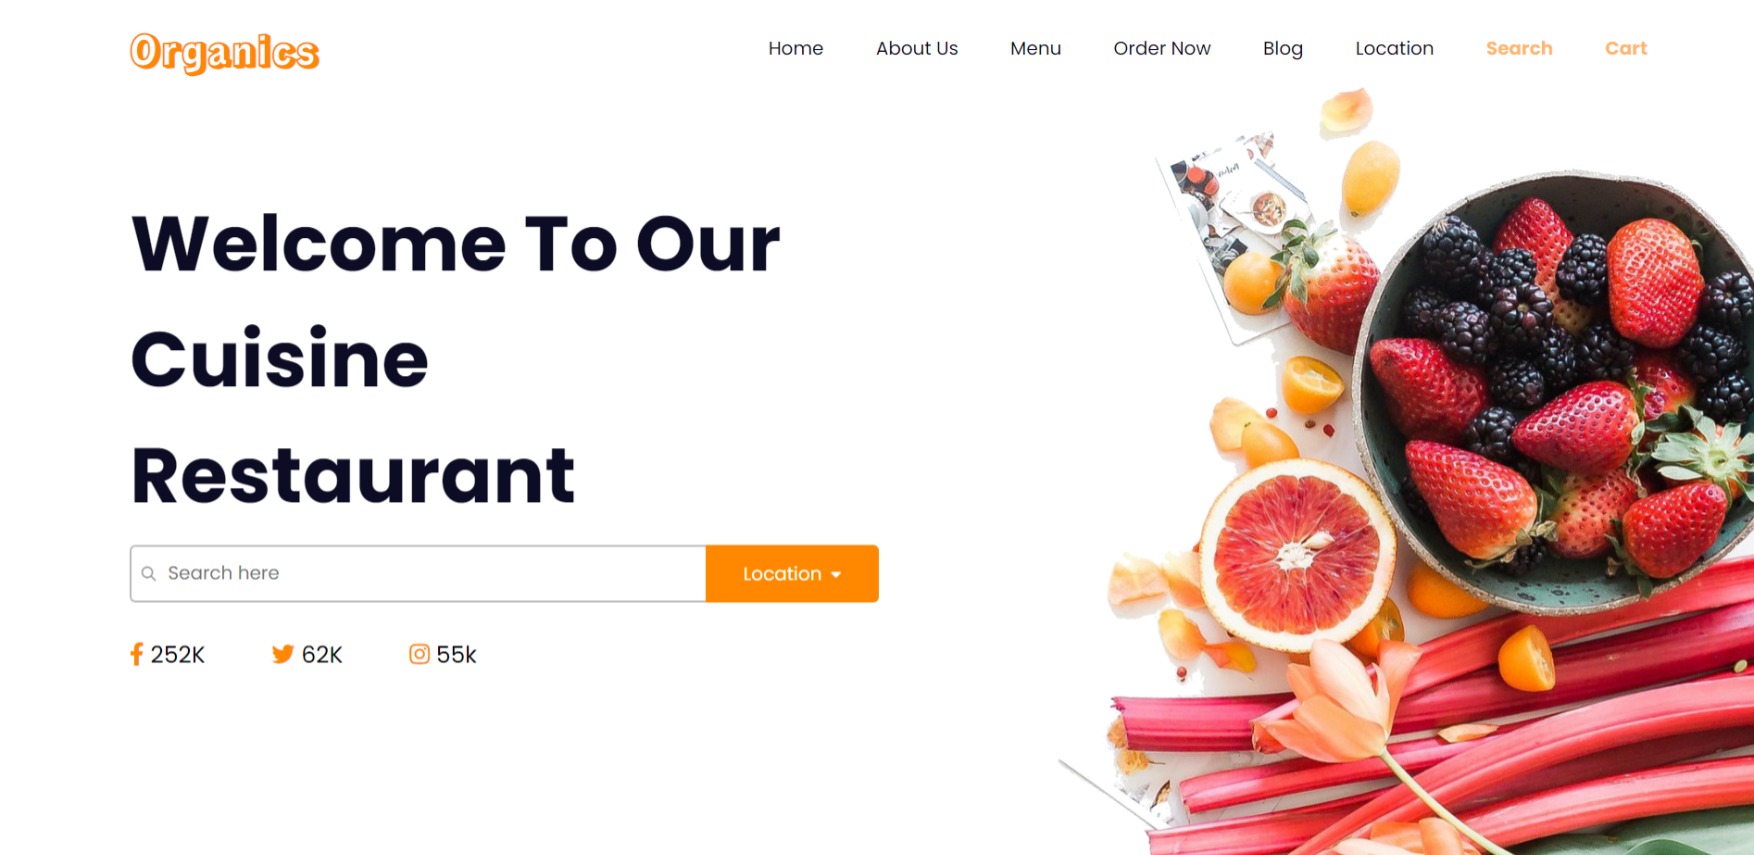 Organics
Home About Us Menu Order Now Blog Location Search Cart
Welcome To Our
Cuisine
Restaurant
Search here Location
252K 62K 55k